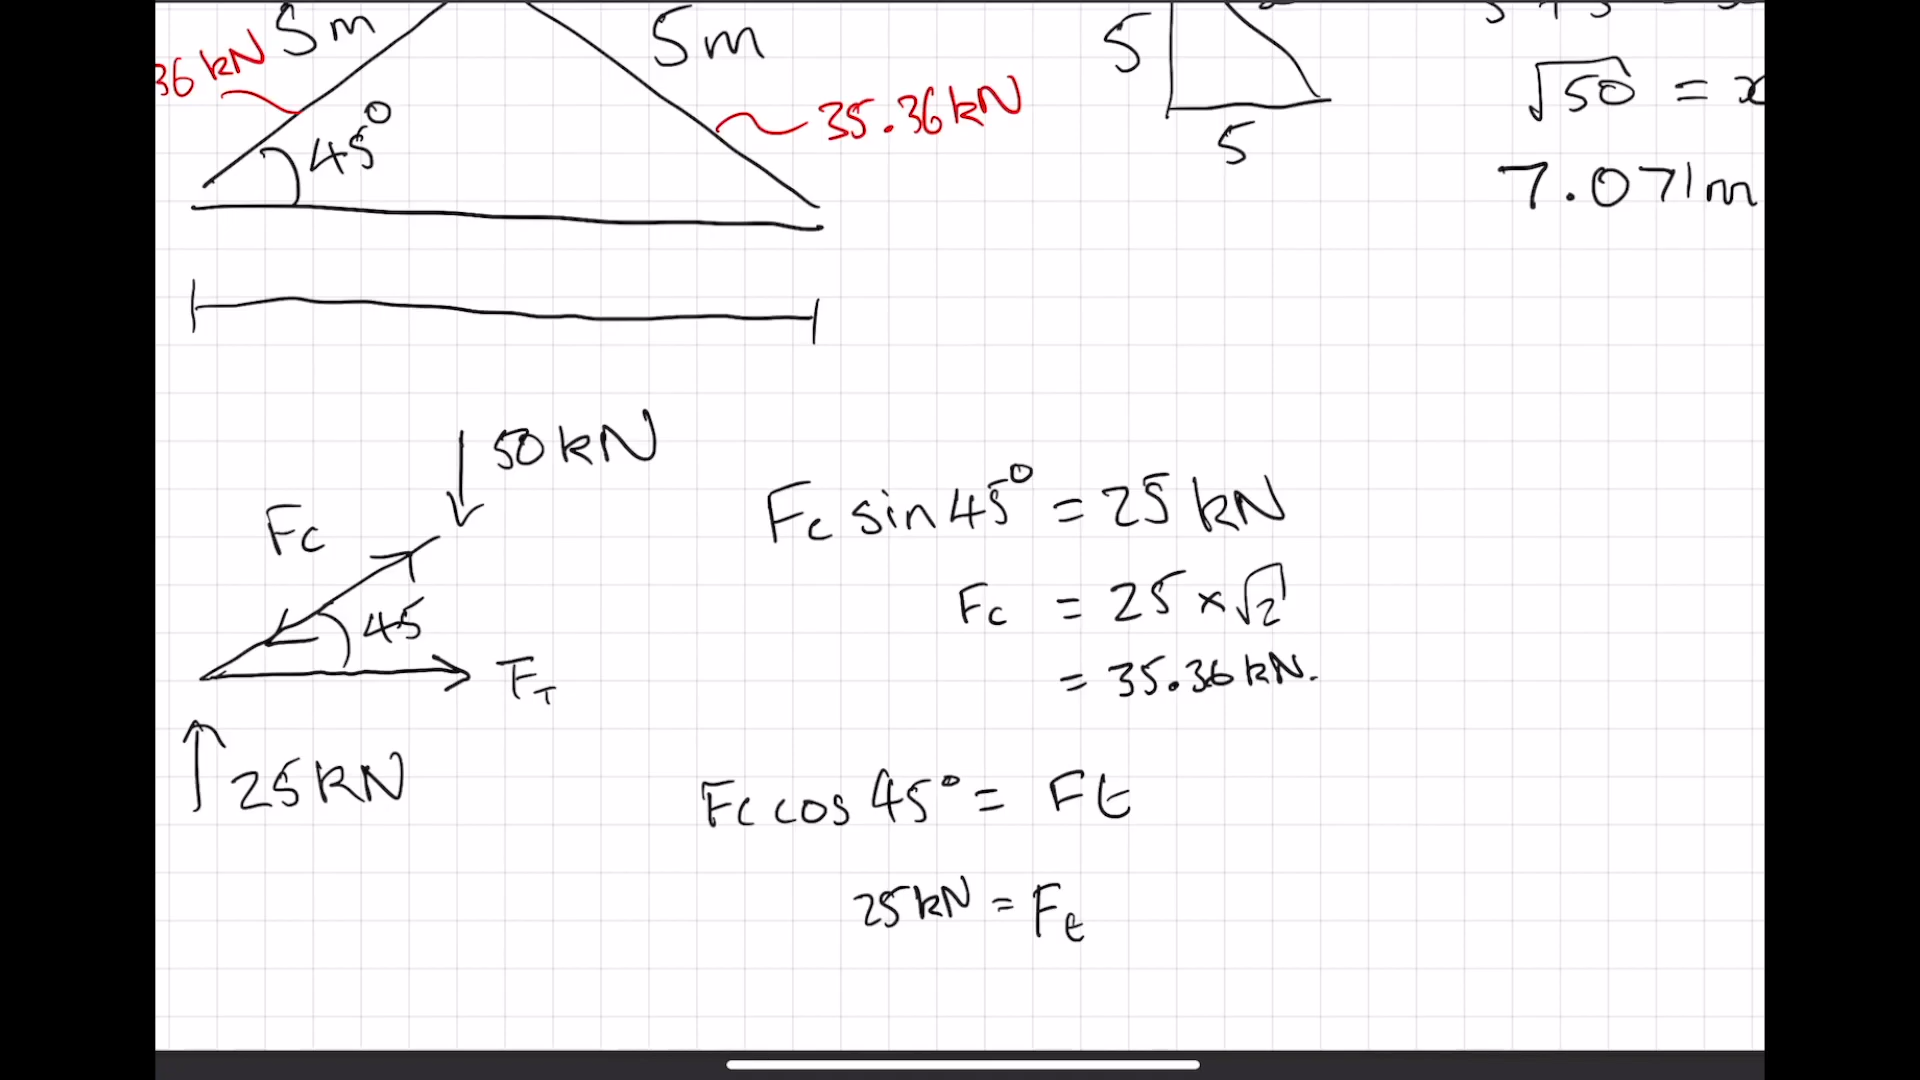 5m
5m
36 kN
45°
35.36 kN
5
5
√50 = x
7.071m
50 kN
Fc
45
FT
25 kN
Fc sin 45° = 25 kN
Fc = 25 × √2
= 35.36 kN.
Fc cos 45° = Ft
25 kN = Ft